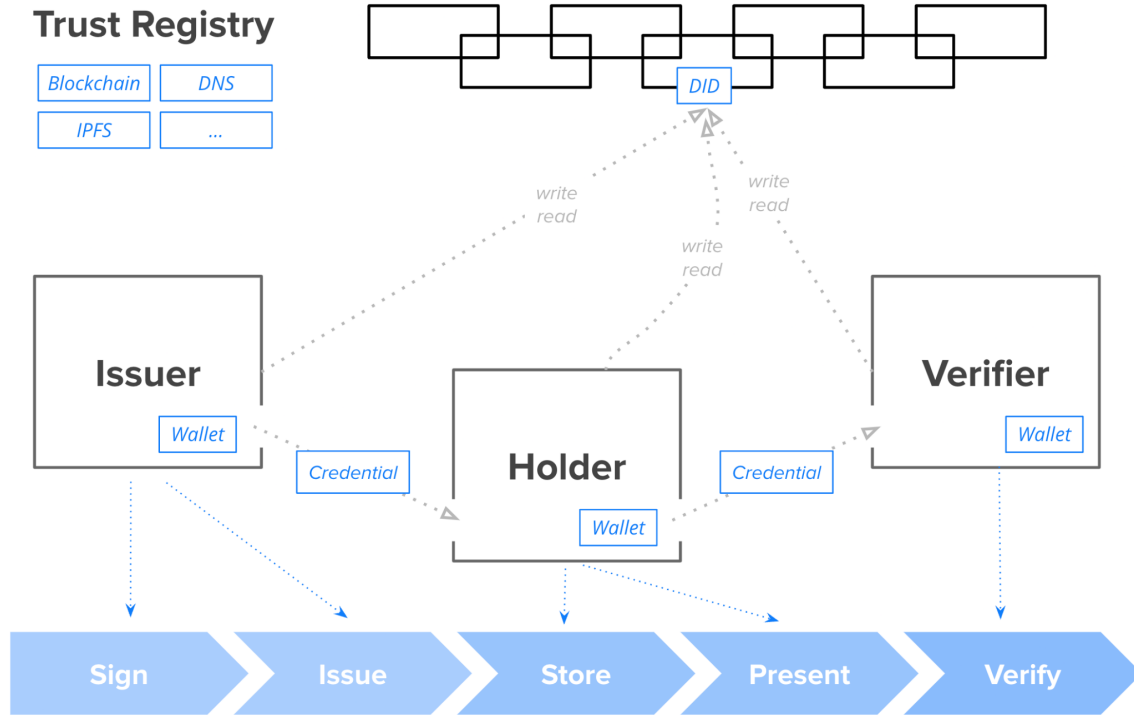 Trust Registry
Blockchain
DNS
IPFS
...
DID
write
read
write
read
write
read
Issuer
Wallet
Credential
Holder
Wallet
Credential
Verifier
Wallet
Sign
Issue
Store
Present
Verify